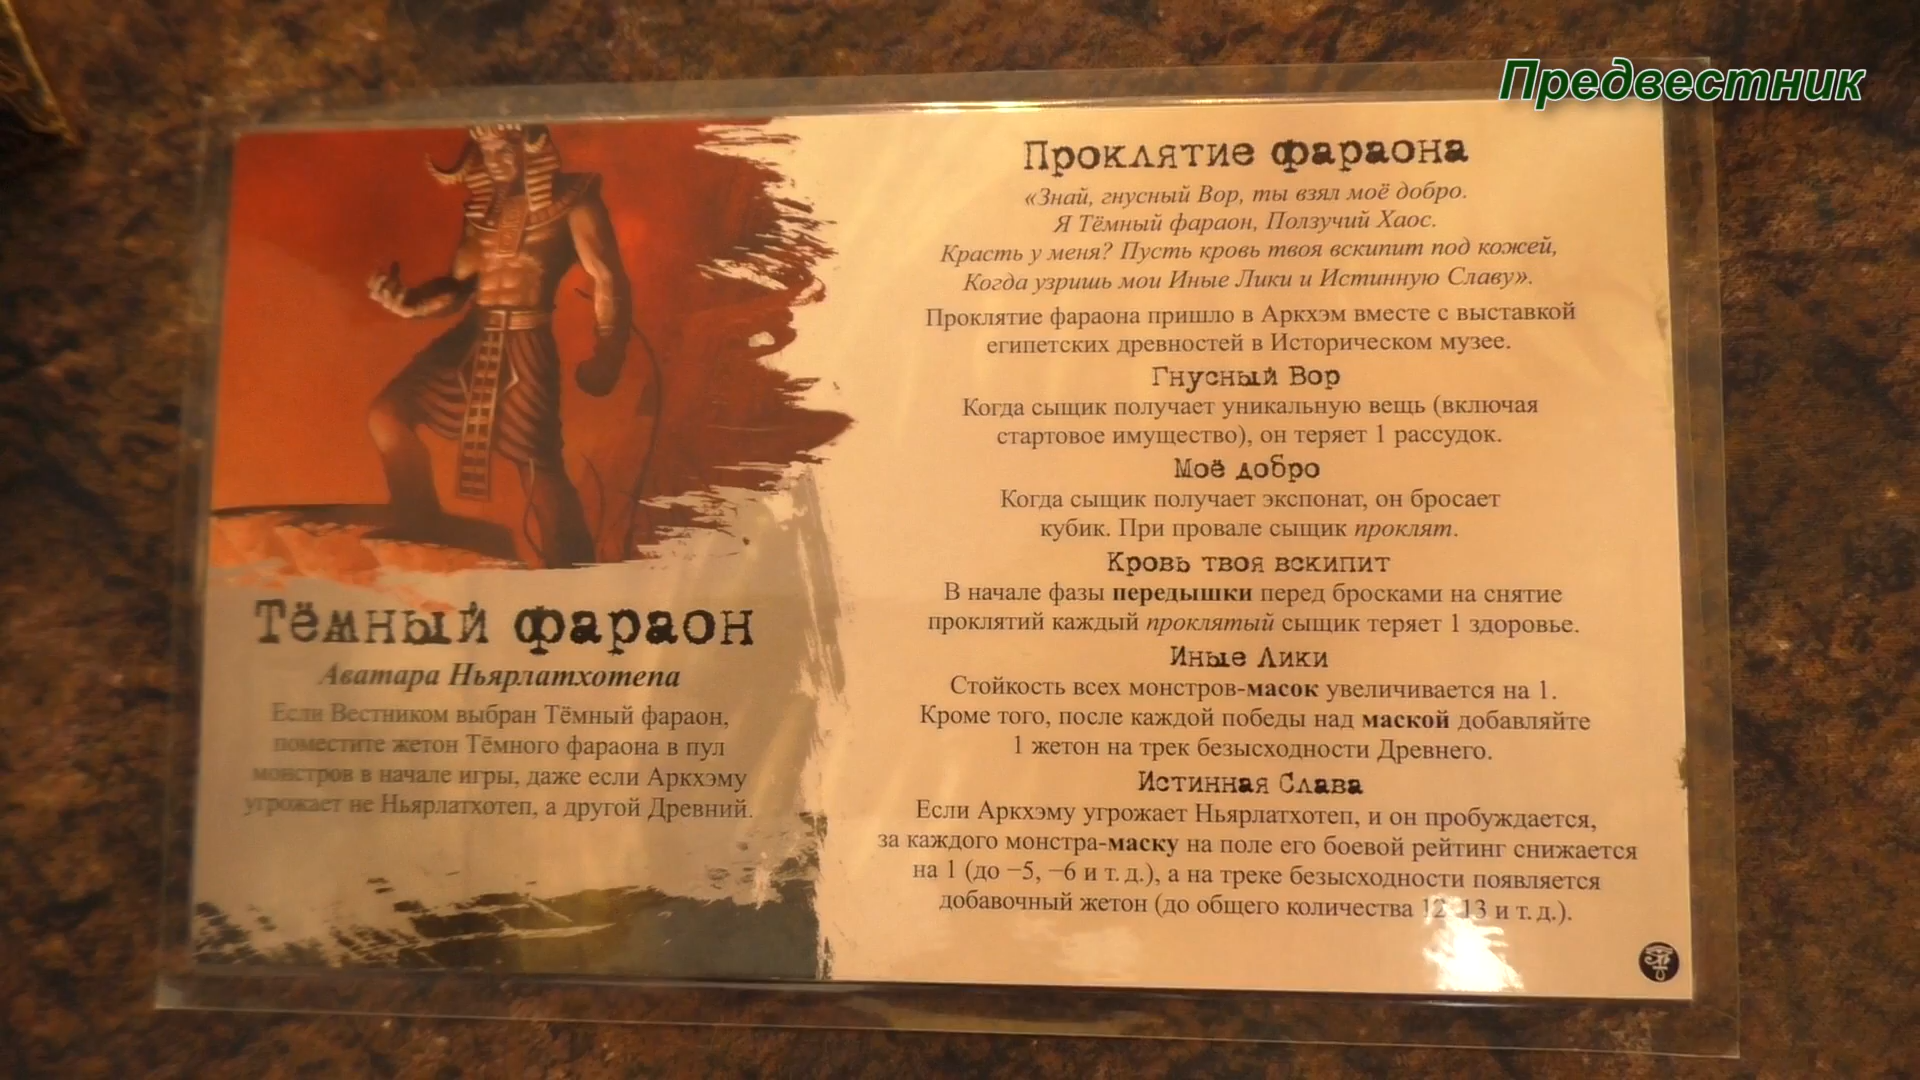 Предвестник
Тёмный фараон
Аватара Ньярлатхотепа
Если Вестником выбран Тёмный фараон,
поместите жетон Тёмного фараона в пул
монстров в начале игры, даже если Аркхэму
угрожает не Ньярлатхотеп, а другой Древний.
Проклятие фараона
«Знай, гнусный Вор, ты взял моё добро.
Я Тёмный фараон, Ползучий Хаос.
Красть у меня? Пусть кровь твоя вскипит под кожей,
Когда узришь мои Иные Лики и Истинную Славу».
Проклятие фараона пришло в Аркхэм вместе с выставкой
египетских древностей в Историческом музее.
Гнусный Вор
Когда сыщик получает уникальную вещь (включая
стартовое имущество), он теряет 1 рассудок.
Моё добро
Когда сыщик получает экспонат, он бросает
кубик. При провале сыщик проклят.
Кровь твоя вскипит
В начале фазы передышки перед бросками на снятие
проклятий каждый проклятый сыщик теряет 1 здоровье.
Иные Лики
Стойкость всех монстров-масок увеличивается на 1.
Кроме того, после каждой победы над маской добавляйте
1 жетон на трек безысходности Древнего.
Истинная Слава
Если Аркхэму угрожает Ньярлатхотеп, и он пробуждается,
за каждого монстра-маску на поле его боевой рейтинг снижается
на 1 (до −5, −6 и т. д.), а на треке безысходности появляется
добавочный жетон (до общего количества 12, 13 и т. д.).